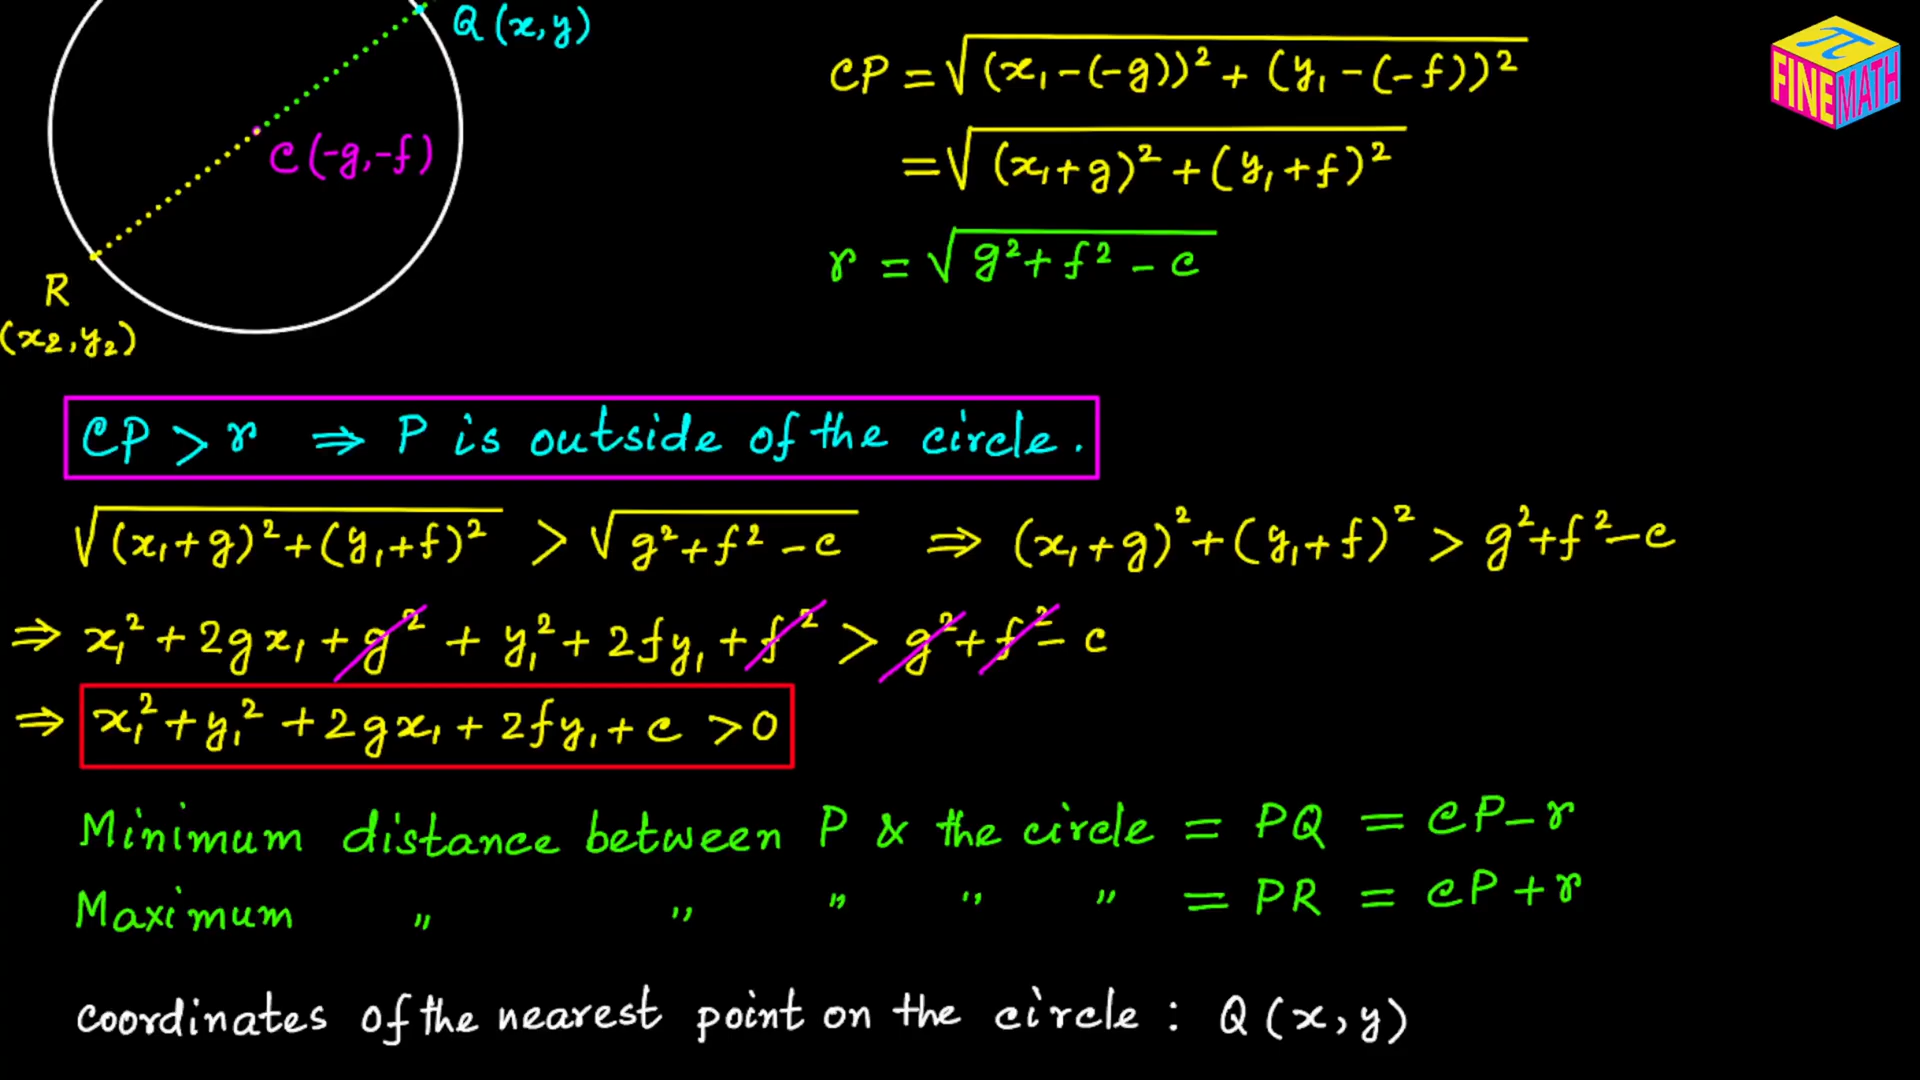 Q (x, y)
CP = √(x₁-(-g))² + (y₁-(-f))²
π
FINE MATH
= √(x₁+g)² + (y₁+f)²
C (-g, -f)
r = √g² + f² - c
R
(x₂, y₂)
CP > r ⇒ P is outside of the circle.
√(x₁+g)² + (y₁+f)² > √g² + f² - c ⇒ (x₁+g)² + (y₁+f)² > g² + f² - c
⇒ x₁² + 2gx₁ + g² + y₁² + 2fy₁ + f² > g² + f² - c
⇒ x₁² + y₁² + 2gx₁ + 2fy₁ + c > 0
Minimum distance between P & the circle = PQ = CP - r
Maximum " " " " " = PR = CP + r
coordinates of the nearest point on the circle : Q (x, y)